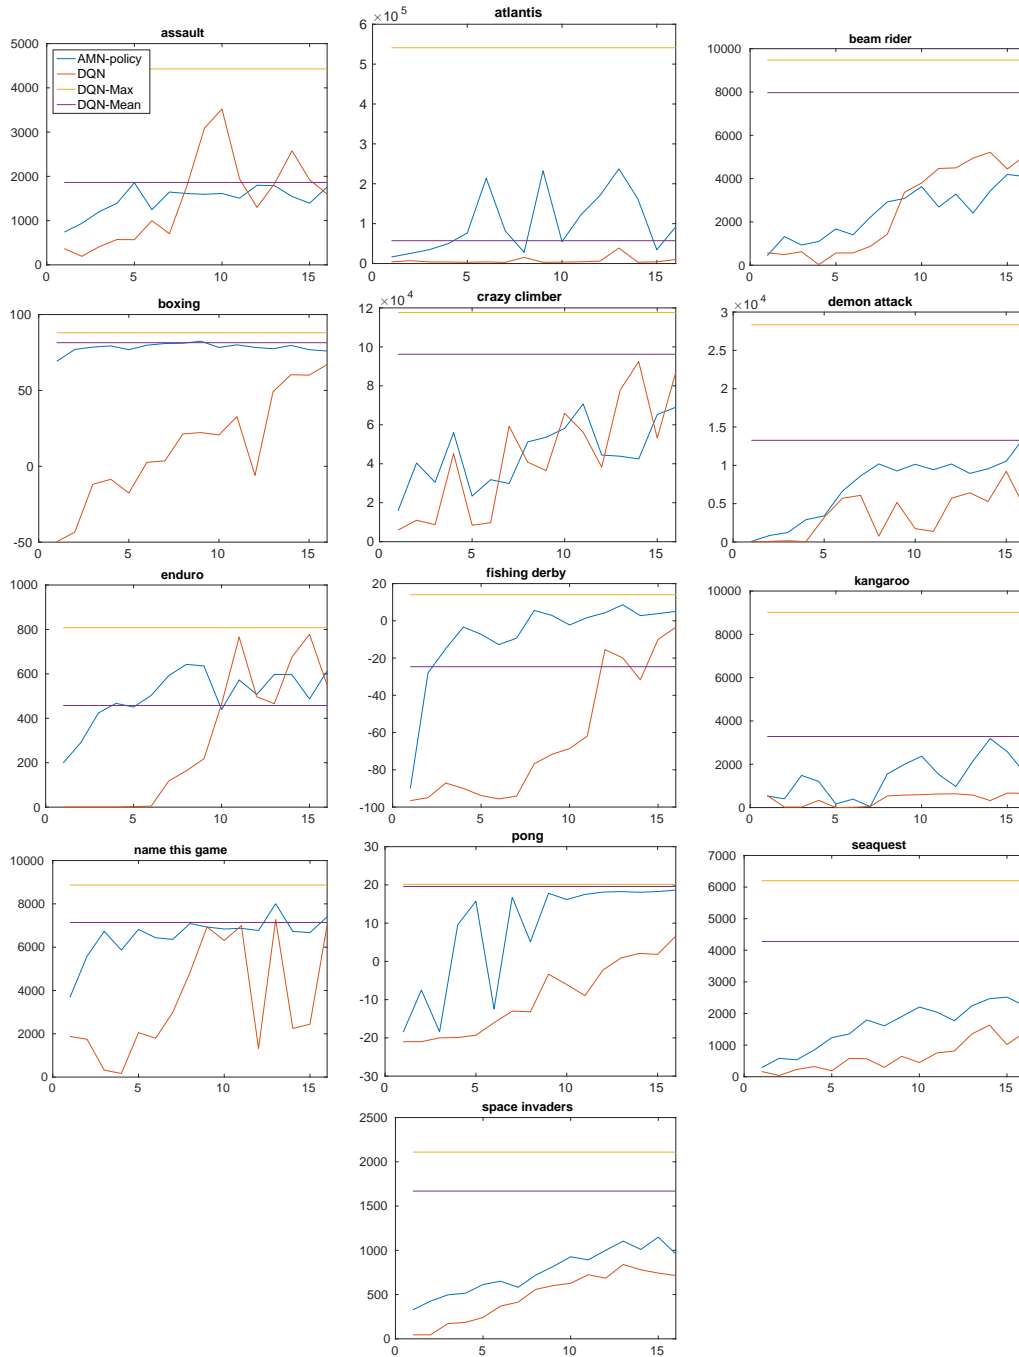 assault
5000
4000
3000
2000
1000
0
0 5 10 15
AMN-policy
DQN
DQN-Max
DQN-Mean
atlantis
×10^5
6
5
4
3
2
1
0
0 5 10 15
beam rider
10000
8000
6000
4000
2000
0
0 5 10 15
boxing
100
50
0
-50
0 5 10 15
crazy climber
×10^4
12
10
8
6
4
2
0
0 5 10 15
demon attack
×10^4
3
2.5
2
1.5
1
0.5
0
0 5 10 15
enduro
1000
800
600
400
200
0
0 5 10 15
fishing derby
20
0
-20
-40
-60
-80
-100
0 5 10 15
kangaroo
10000
8000
6000
4000
2000
0
0 5 10 15
name this game
10000
8000
6000
4000
2000
0
0 5 10 15
pong
30
20
10
0
-10
-20
-30
0 5 10 15
seaquest
7000
6000
5000
4000
3000
2000
1000
0
0 5 10 15
space invaders
2500
2000
1500
1000
500
0
0 5 10 15